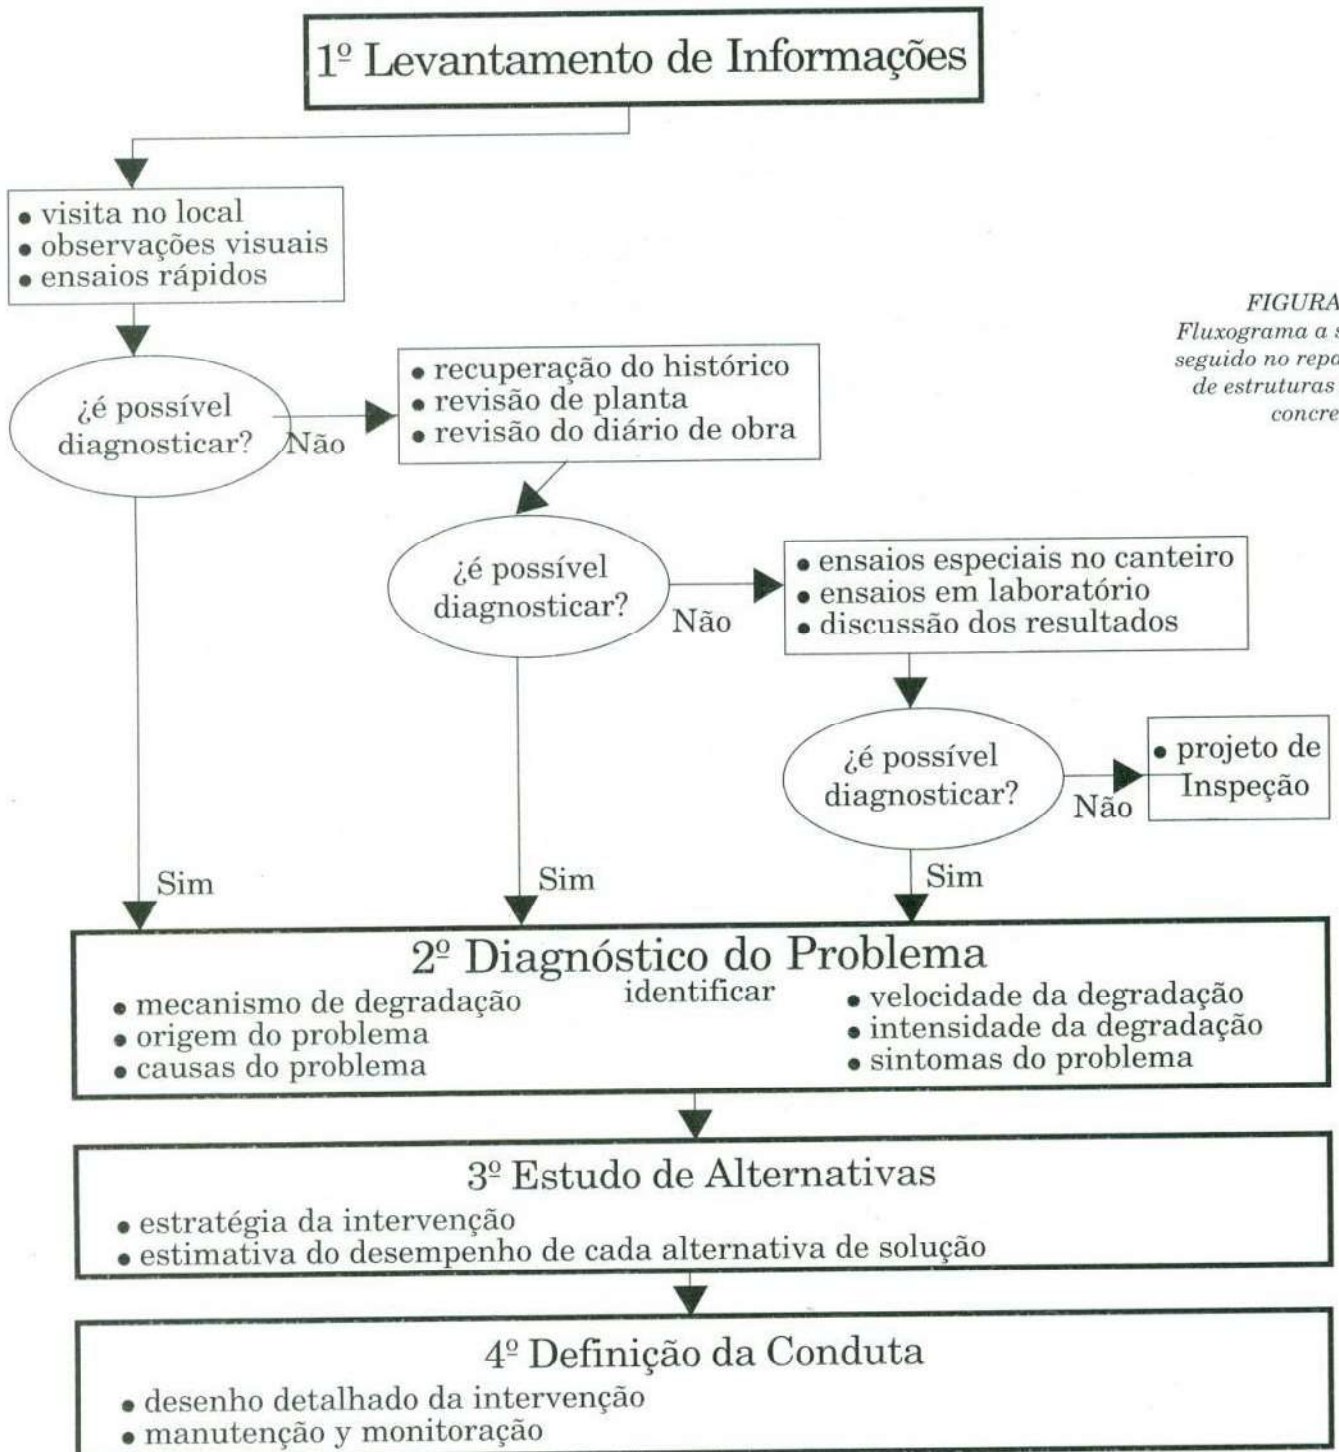 1º Levantamento de Informações
• visita no local
• observações visuais
• ensaios rápidos
FIGURA
Fluxograma a s
seguido no repa
de estruturas
concre
¿é possível
diagnosticar?
Não
• recuperação do histórico
• revisão de planta
• revisão do diário de obra
¿é possível
diagnosticar?
Não
• ensaios especiais no canteiro
• ensaios em laboratório
• discussão dos resultados
¿é possível
diagnosticar?
Não
• projeto de
Inspeção
Sim
Sim
Sim
2º Diagnóstico do Problema
identificar
• mecanismo de degradação
• origem do problema
• causas do problema
• velocidade da degradação
• intensidade da degradação
• sintomas do problema
3º Estudo de Alternativas
• estratégia da intervenção
• estimativa do desempenho de cada alternativa de solução
4º Definição da Conduta
• desenho detalhado da intervenção
• manutenção y monitoração